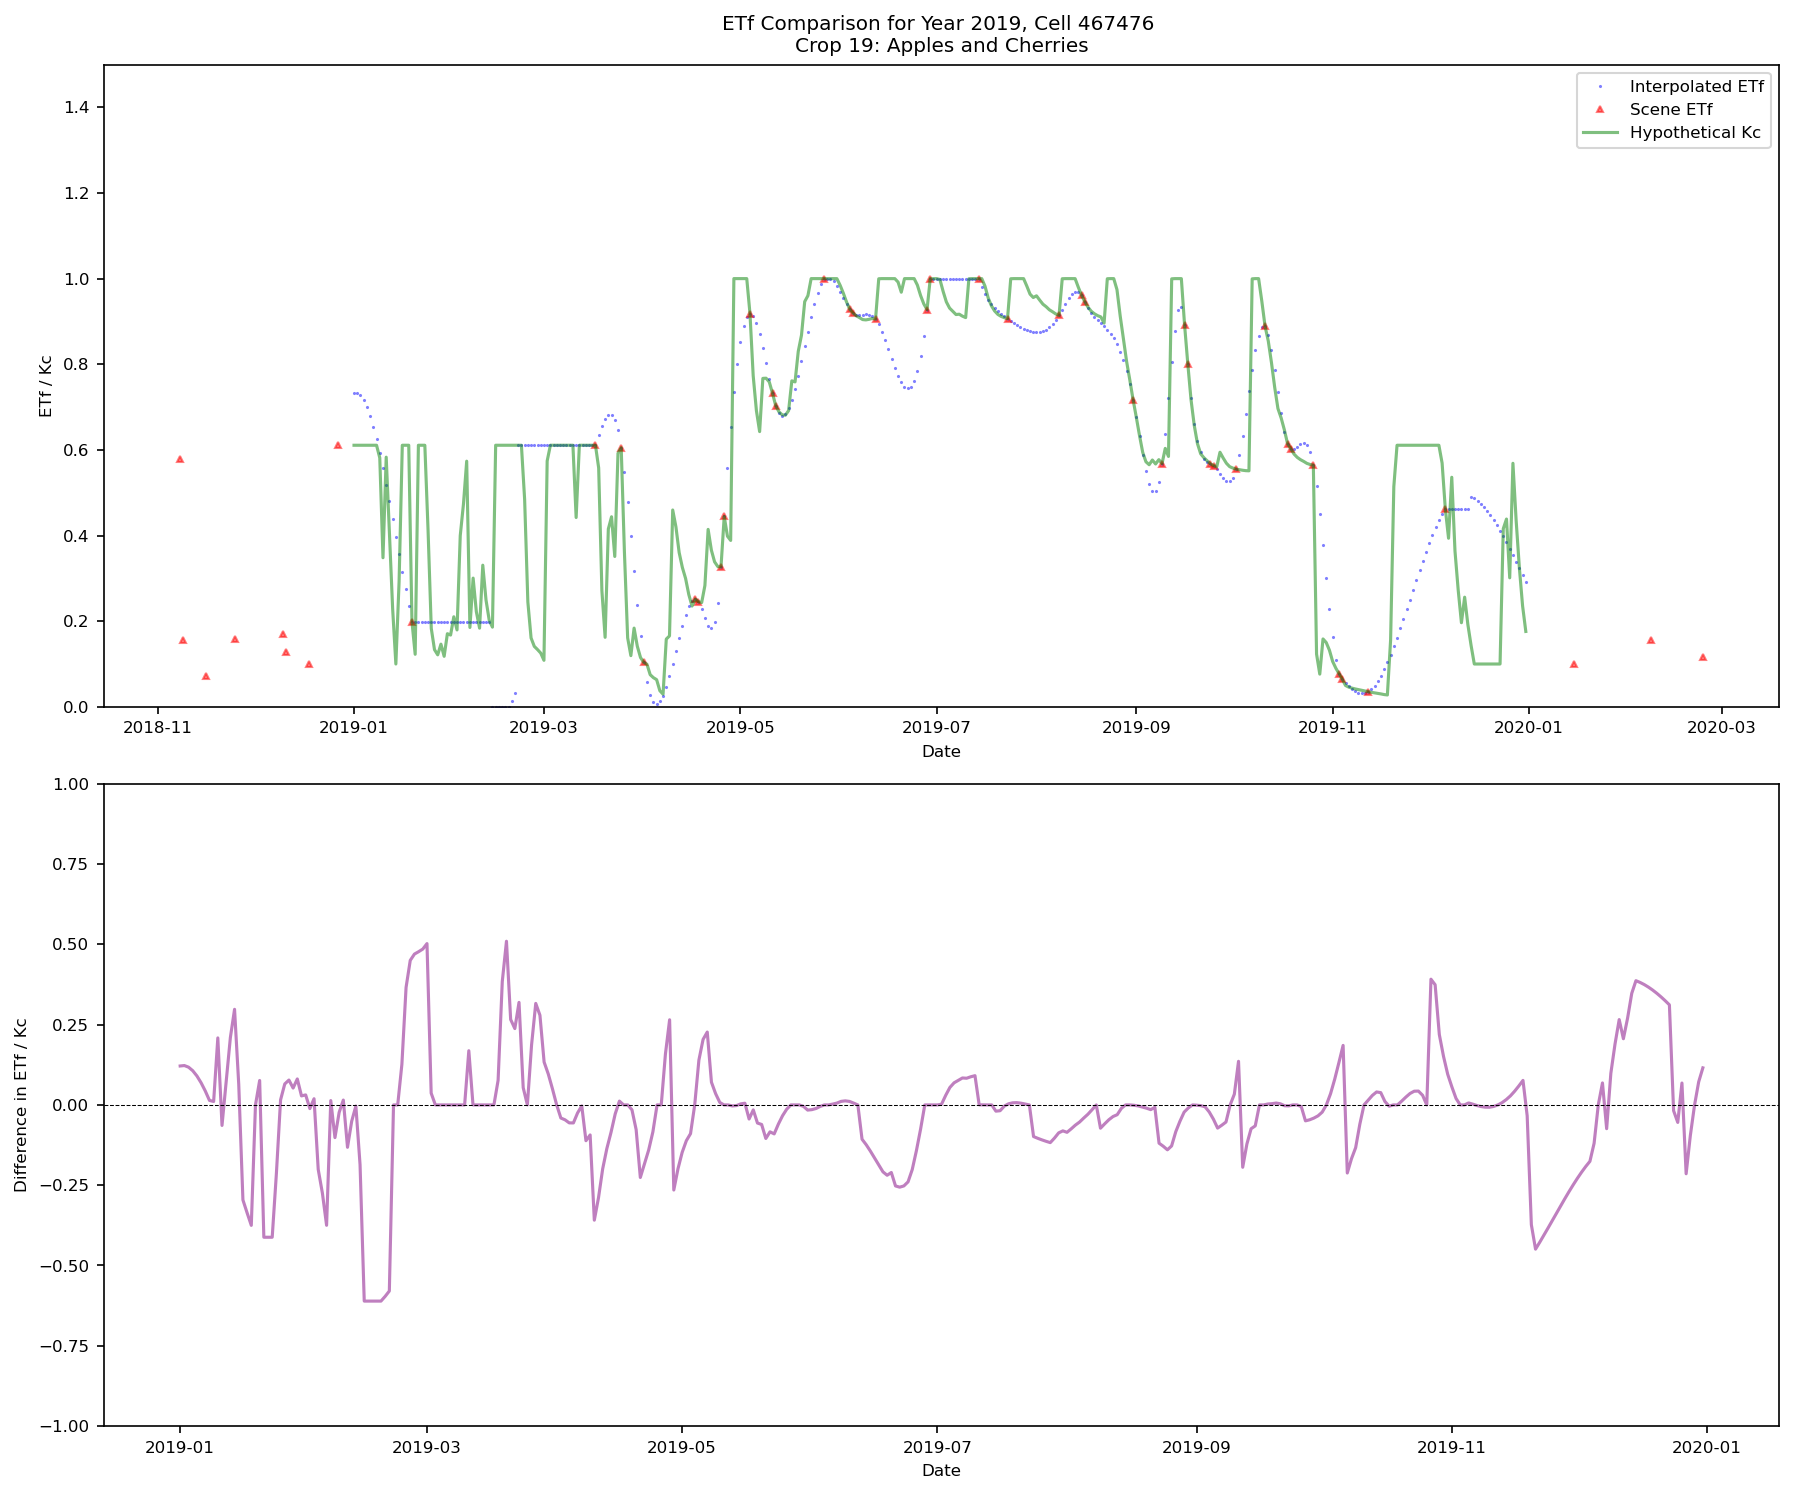 ETf Comparison for Year 2019, Cell 467476
Crop 19: Apples and Cherries
Interpolated ETf
Scene ETf
Hypothetical Kc
ETf / Kc
1.4
1.2
1.0
0.8
0.6
0.4
0.2
0.0
2018-11 2019-01 2019-03 2019-05 2019-07 2019-09 2019-11 2020-01 2020-03
Date
Difference in ETf / Kc
1.00
0.75
0.50
0.25
0.00
−0.25
−0.50
−0.75
−1.00
2019-01 2019-03 2019-05 2019-07 2019-09 2019-11 2020-01
Date